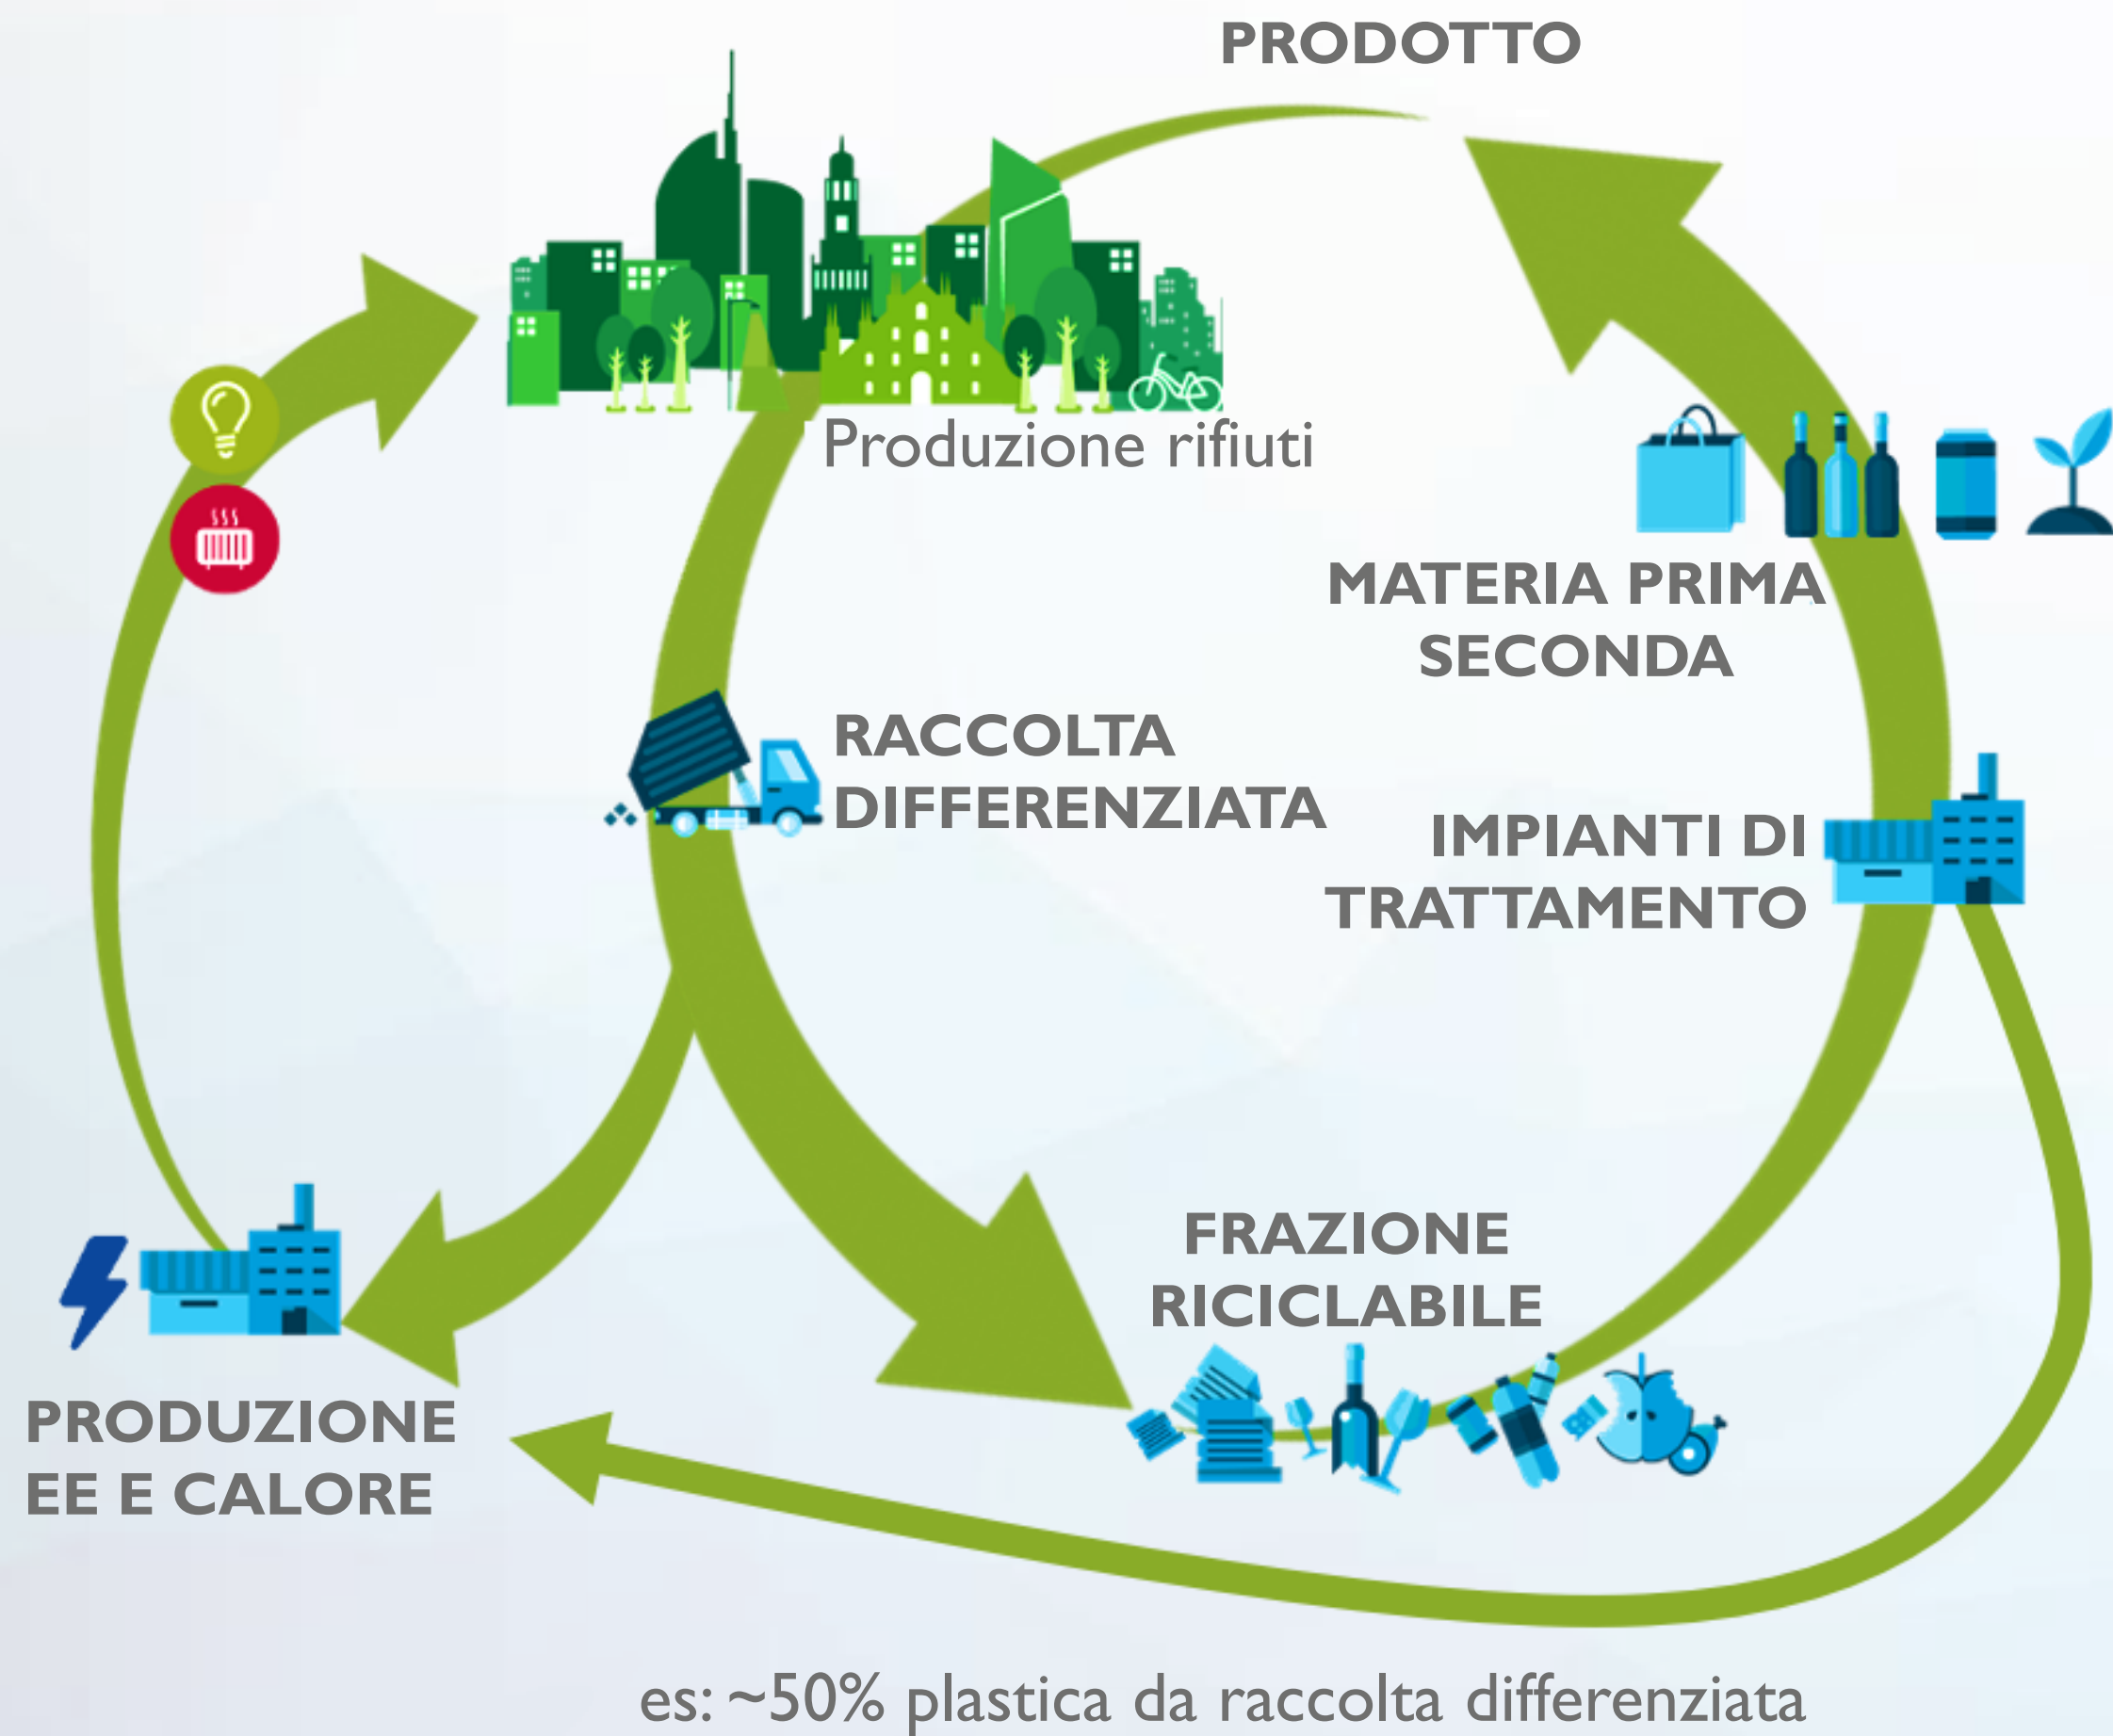 PRODOTTO
Produzione rifiuti
MATERIA PRIMA
SECONDA
RACCOLTA
DIFFERENZIATA
IMPIANTI DI
TRATTAMENTO
FRAZIONE
RICICLABILE
PRODUZIONE
EE E CALORE
es: ~50% plastica da raccolta differenziata